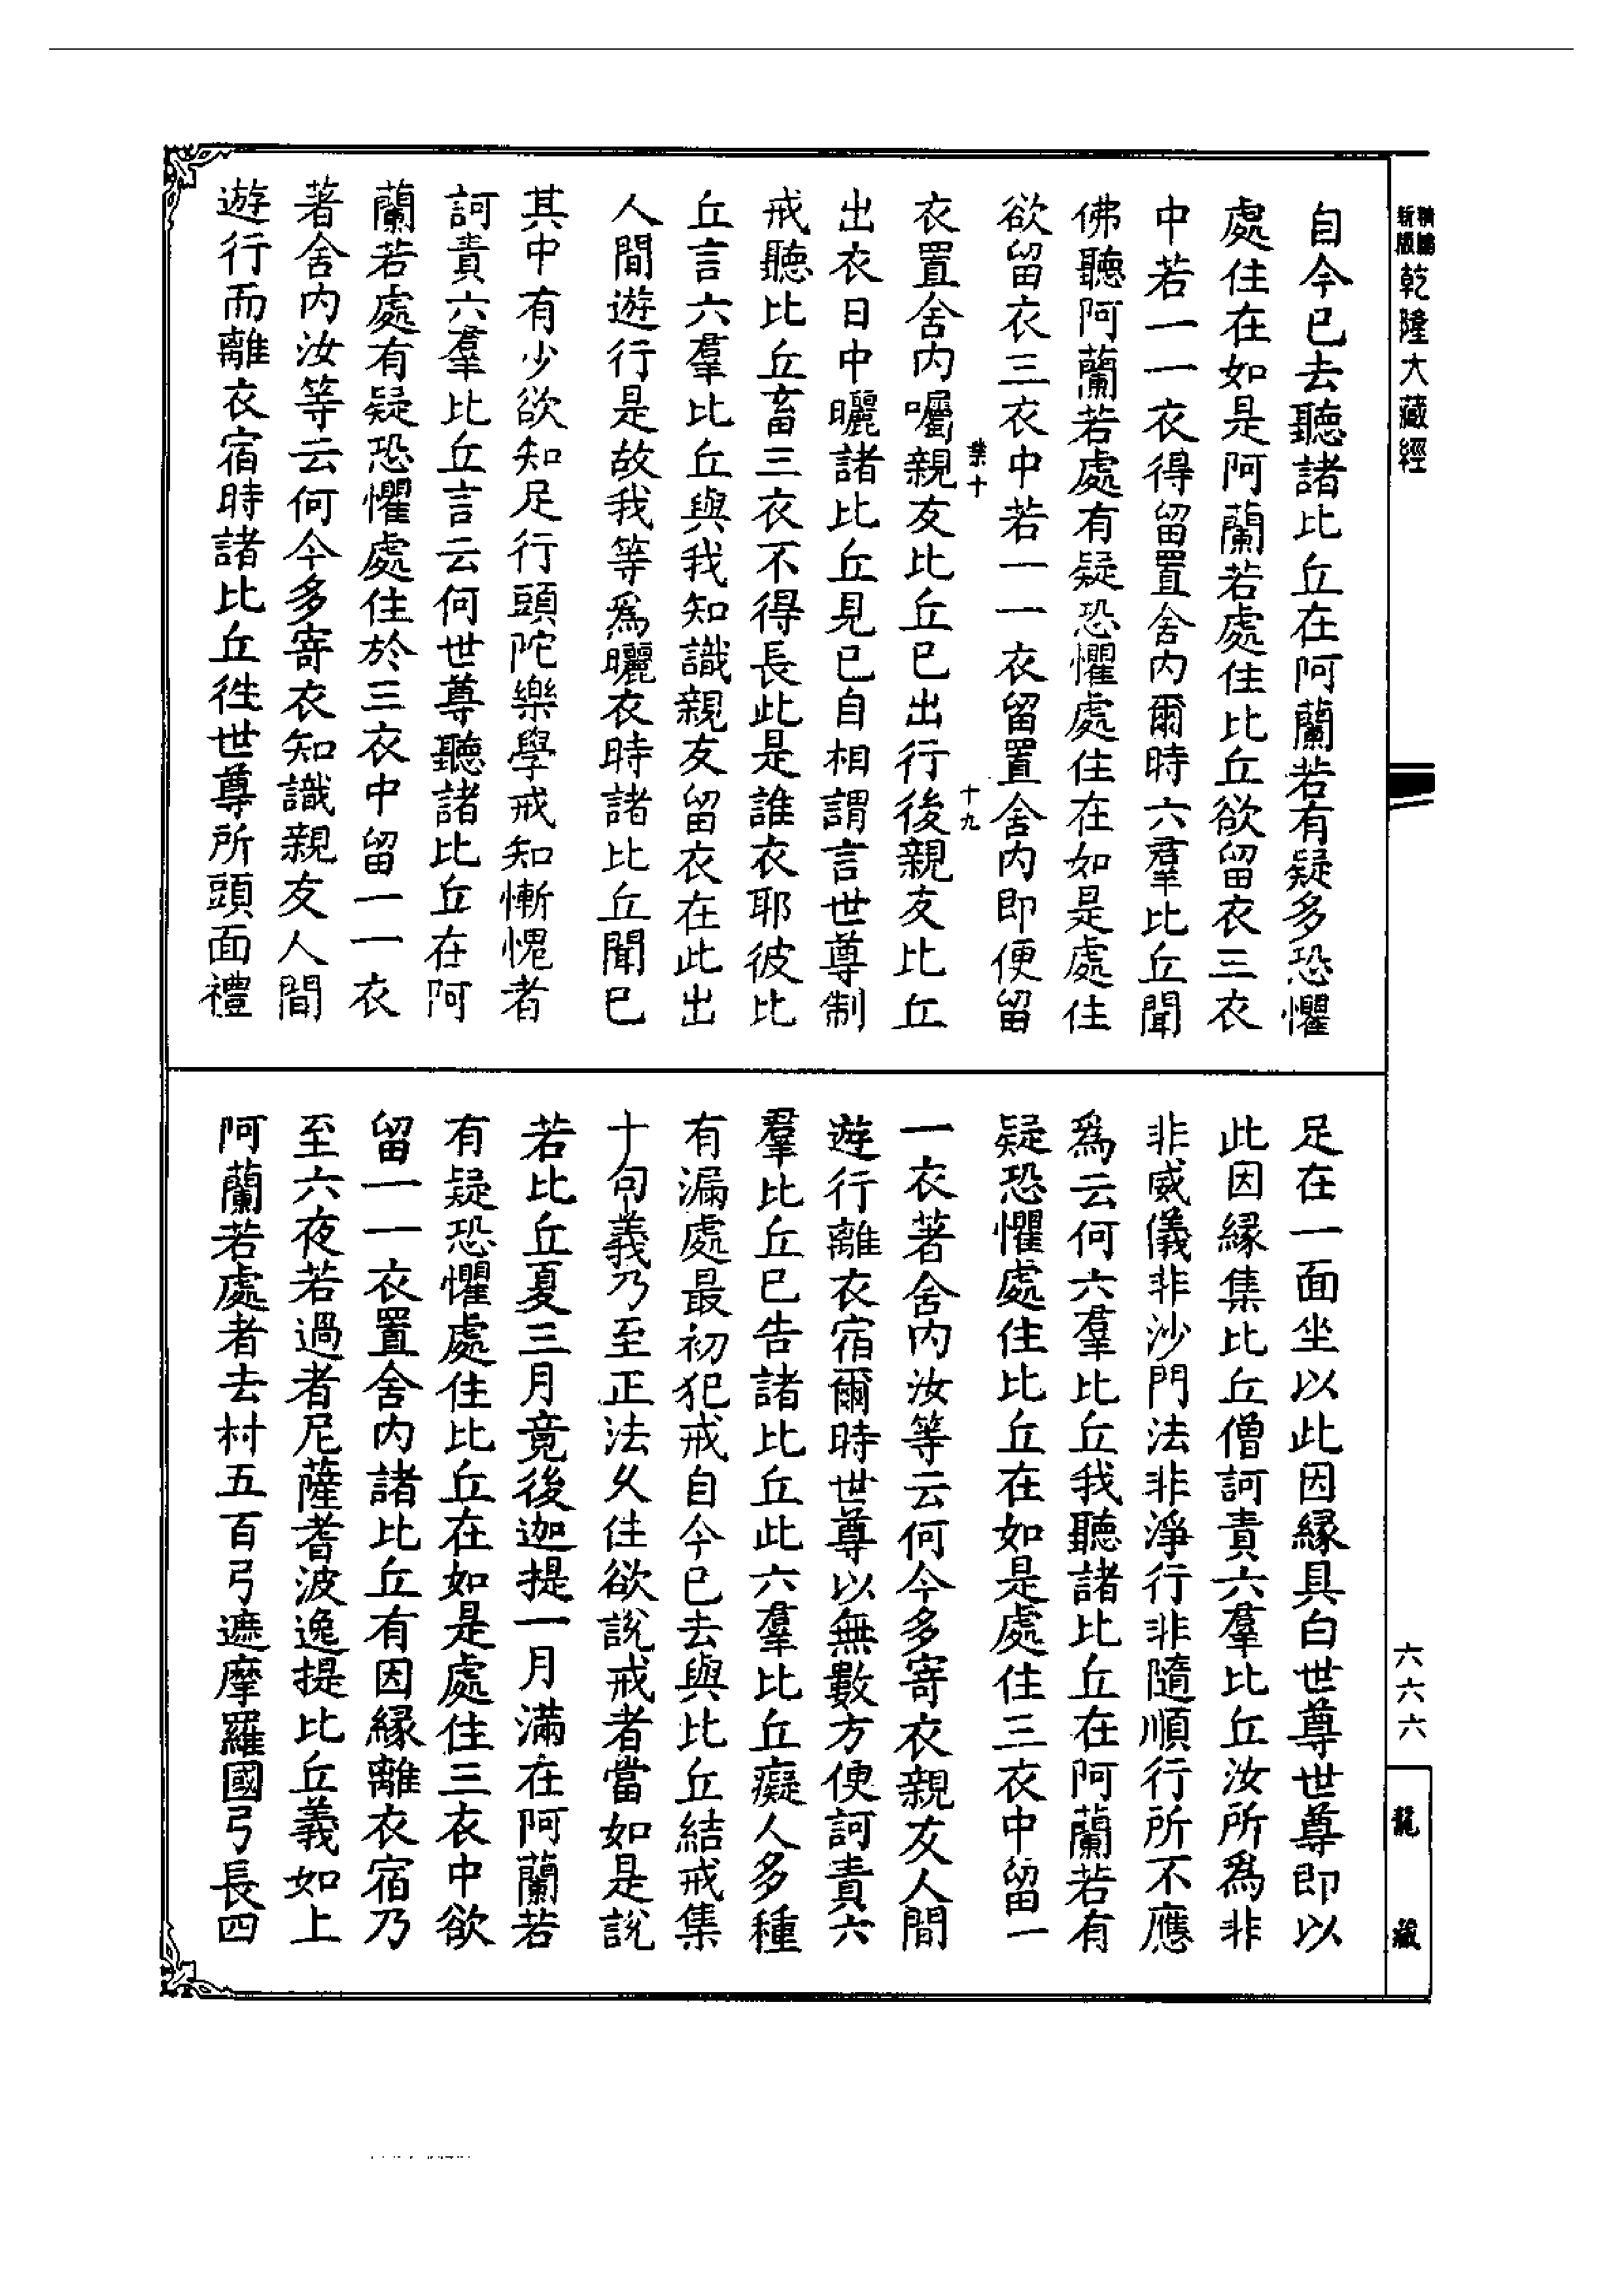 新版精編乾隆大藏經
自今已去聽諸比丘在阿蘭若有疑多恐懼
處住在如是阿蘭若處住比丘欲留衣三衣
中若一一衣得留置舍内爾時六羣比丘聞
佛聽阿蘭若處有疑恐懼處住在如是處住
欲留衣三衣中若一一衣留置舍内即便留
樂十 十九
衣置舍内囑親友比丘已出行後親友比丘
出衣日中曬諸比丘見已自相謂言世尊制
戒聽比丘畜三衣不得長此是誰衣耶彼比
丘言六羣比丘與我知識親友留衣在此出
人間遊行是故我等爲曬衣時諸比丘聞已
其中有少欲知足行頭陀樂學戒知慚愧者
訶責六羣比丘言云何世尊聽諸比丘在阿
蘭若處有疑恐懼處住於三衣中留一一衣
著舍内汝等云何今多寄衣知識親友人間
遊行而離衣宿時諸比丘徃世尊所頭面禮
足在一面坐以此因緣具白世尊世尊即以
此因緣集比丘僧訶責六羣比丘汝所爲非
非威儀非沙門法非淨行非隨順行所不應
爲云何六羣比丘我聽諸比丘在阿蘭若有
疑恐懼處住比丘在如是處住三衣中留一
一衣著舍内汝等云何今多寄衣親友人間
遊行離衣宿爾時世尊以無數方便訶責六
羣比丘已告諸比丘此六羣比丘癡人多種
有漏處最初犯戒自今已去與比丘結戒集
十句義乃至正法久住欲說戒者當如是說
若比丘夏三月竟後迦提一月滿在阿蘭若
有疑恐懼處住比丘在如是處住三衣中欲
留一一衣置舍内諸比丘有因緣離衣宿乃
至六夜若過者尼薩耆波逸提比丘義如上
阿蘭若處者去村五百弓遮摩羅國弓長四
六六六
龍藏